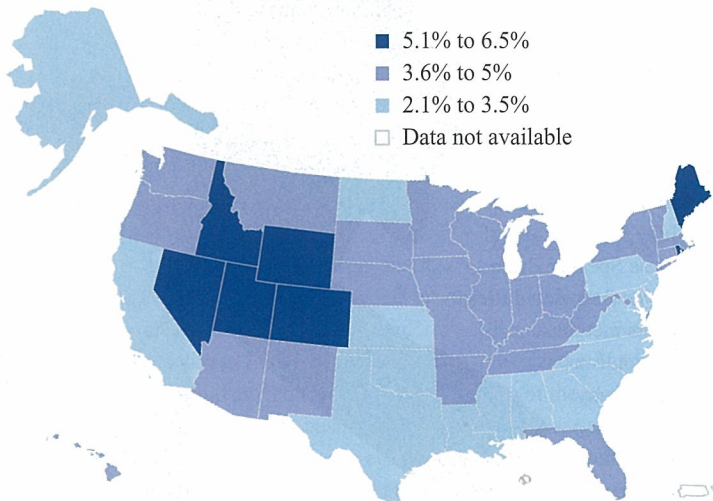 5.1% to 6.5%
3.6% to 5%
2.1% to 3.5%
Data not available